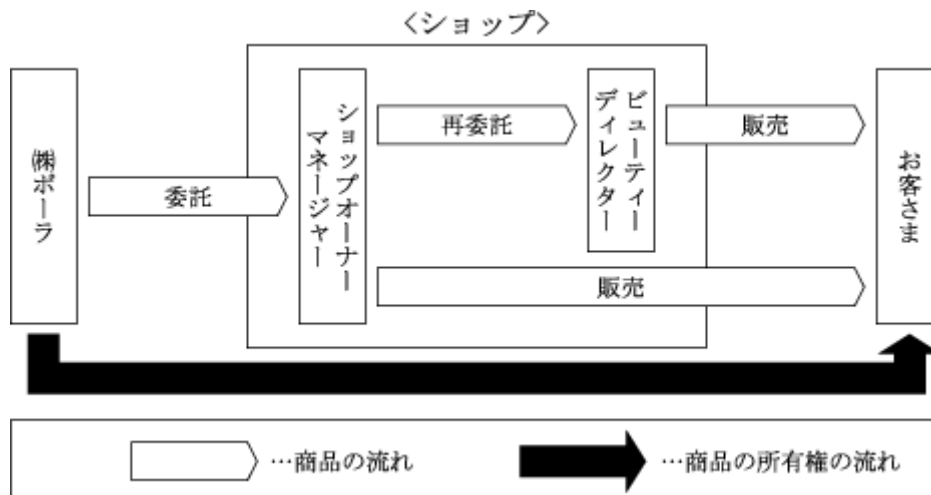 〈ショップ〉
㈱ポーラ
委託
ショップオーナー
マネージャー
再委託
ビューティー
ディレクター
販売
販売
お客さま
…商品の流れ
…商品の所有権の流れ